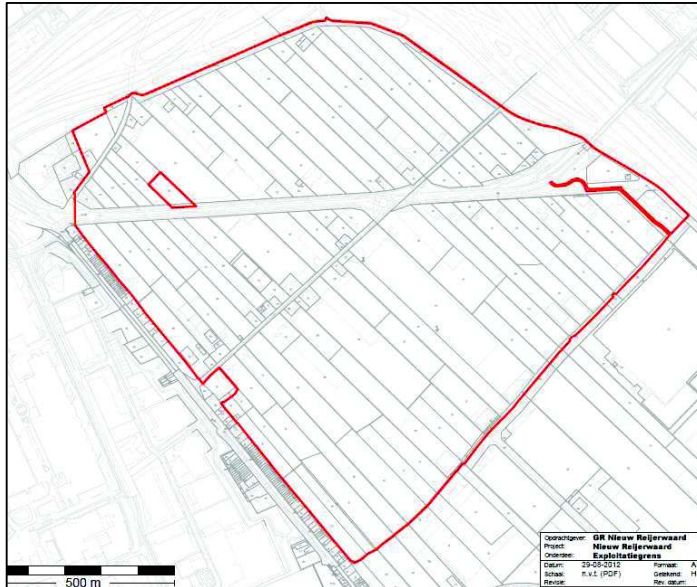 500 m
Opdrachtgever: GR Nieuw Reijerwaard
Project: Nieuw Reijerwaard
Onderdeel: Exploitatiegrens
Datum: 29-08-2012 Formaat:
Schaal: n.v.t. (PDF) Getekend:
Revisie: Rev. datum: